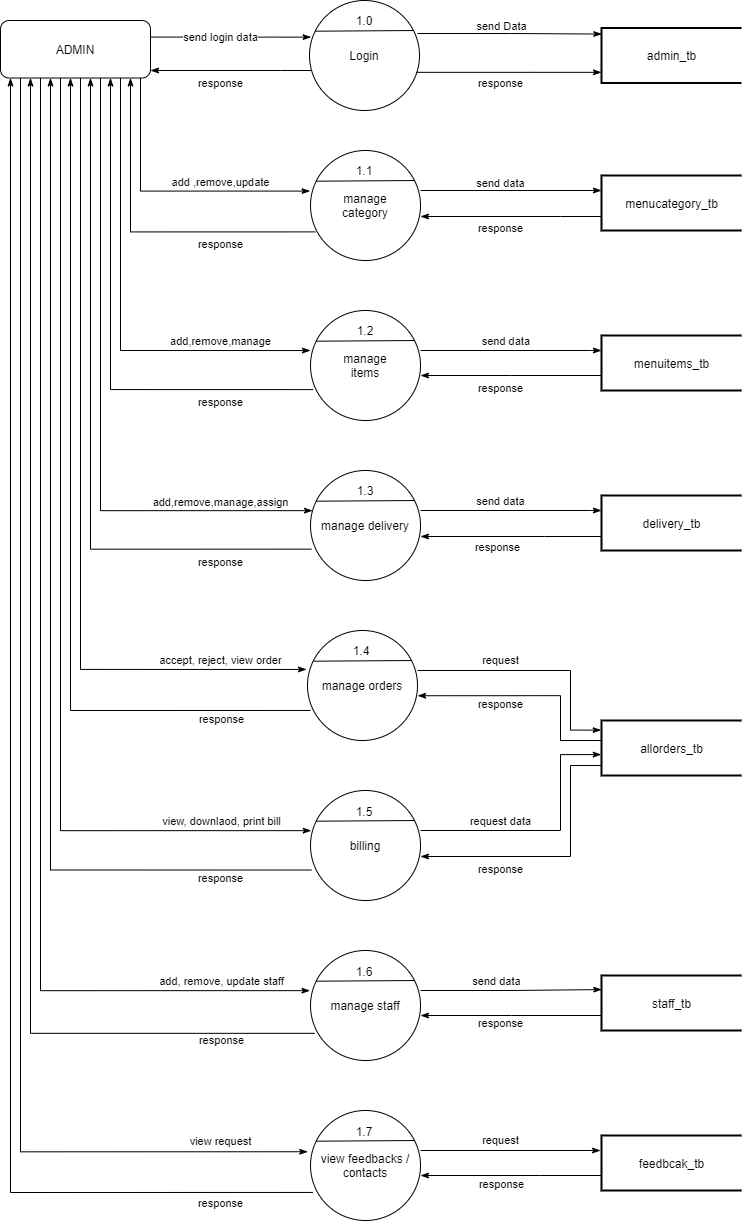 1.0
send Data
ADMIN
send login data
Login
admin_tb
response
response
1.1
add ,remove,update
send data
manage
category
menucategory_tb
response
response
1.2
add,remove,manage
send data
manage
items
menuitems_tb
response
response
1.3
add,remove,manage,assign
send data
manage delivery
delivery_tb
response
response
1.4
accept, reject, view order
request
manage orders
response
response
allorders_tb
1.5
view, downlaod, print bill
request data
billing
response
response
1.6
add, remove, update staff
send data
manage staff
staff_tb
response
response
1.7
view request
request
view feedbacks /
contacts
feedbcak_tb
response
response